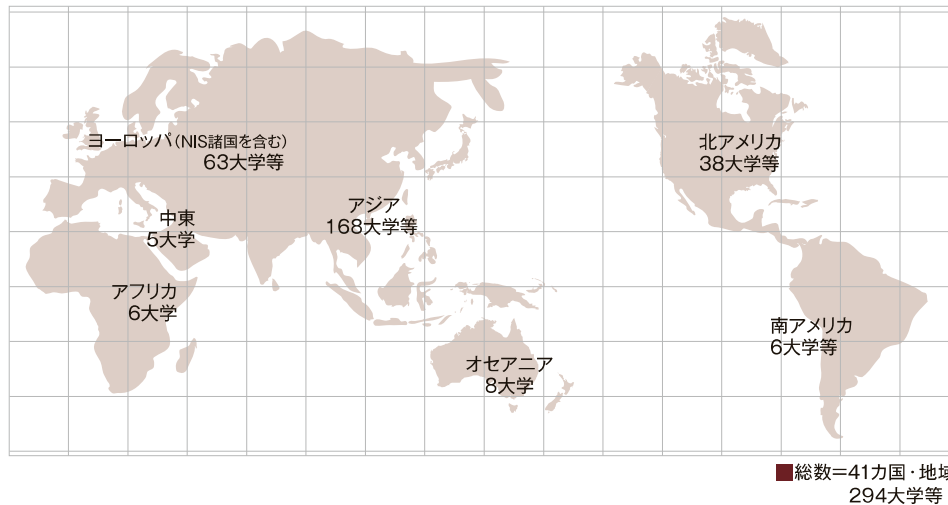 ヨーロッパ(NIS諸国を含む)
63大学等
北アメリカ
38大学等
アジア
168大学等
中東
5大学
アフリカ
6大学
南アメリカ
6大学等
オセアニア
8大学
■総数=41カ国・地域
294大学等